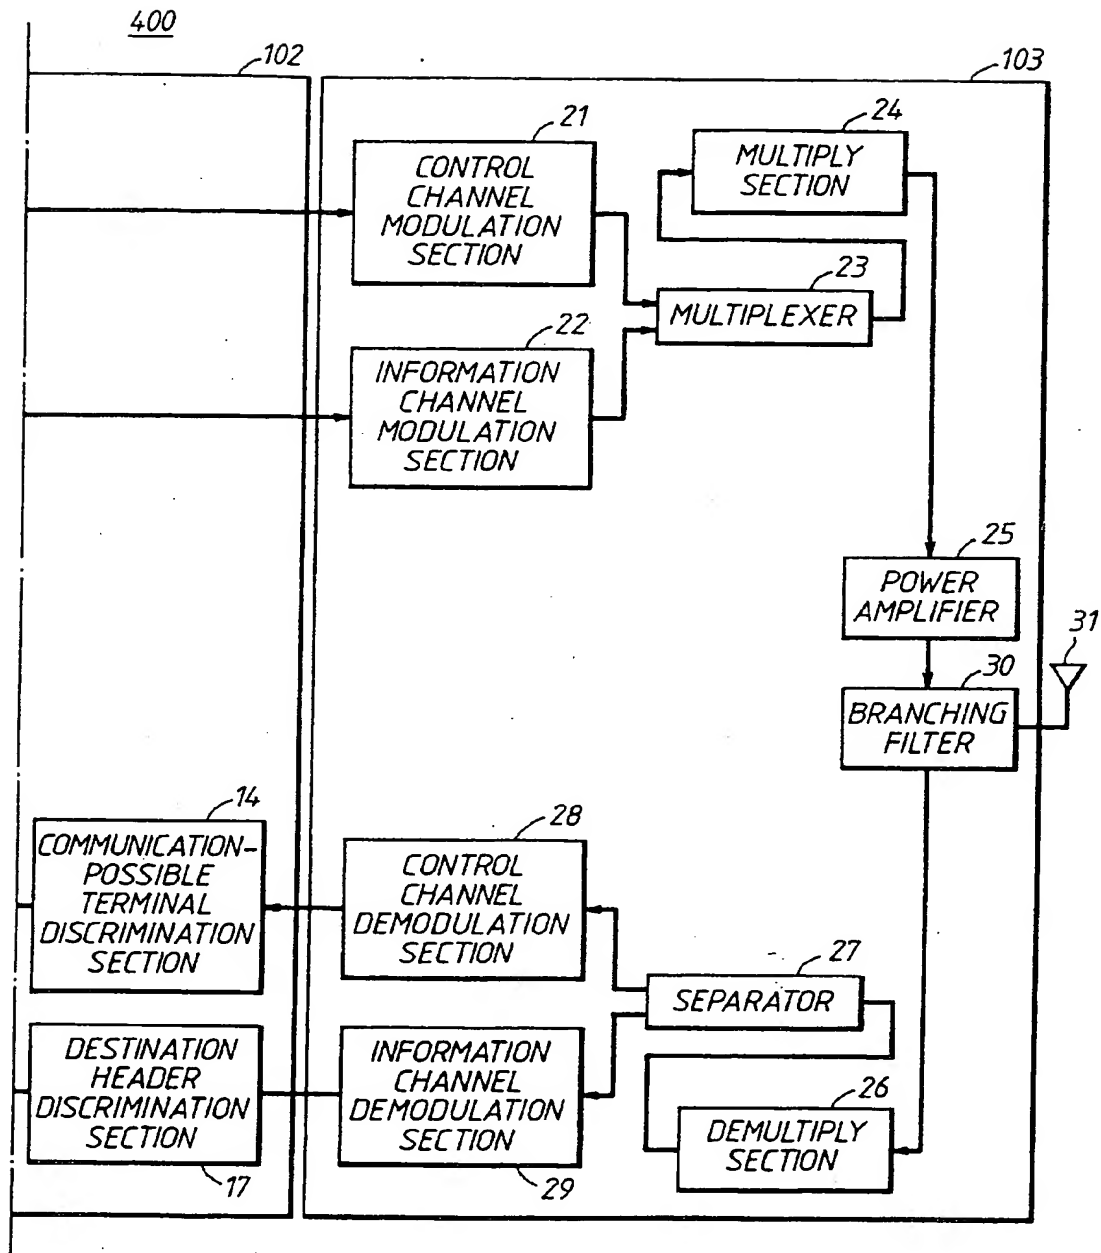 400
102
103
21
CONTROL
CHANNEL
MODULATION
SECTION
24
MULTIPLY
SECTION
23
MULTIPLEXER
22
INFORMATION
CHANNEL
MODULATION
SECTION
25
POWER
AMPLIFIER
31
30
BRANCHING
FILTER
14
COMMUNICATION-
POSSIBLE
TERMINAL
DISCRIMINATION
SECTION
28
CONTROL
CHANNEL
DEMODULATION
SECTION
27
SEPARATOR
DESTINATION
HEADER
DISCRIMINATION
SECTION
17
INFORMATION
CHANNEL
DEMODULATION
SECTION
29
26
DEMULTIPLY
SECTION